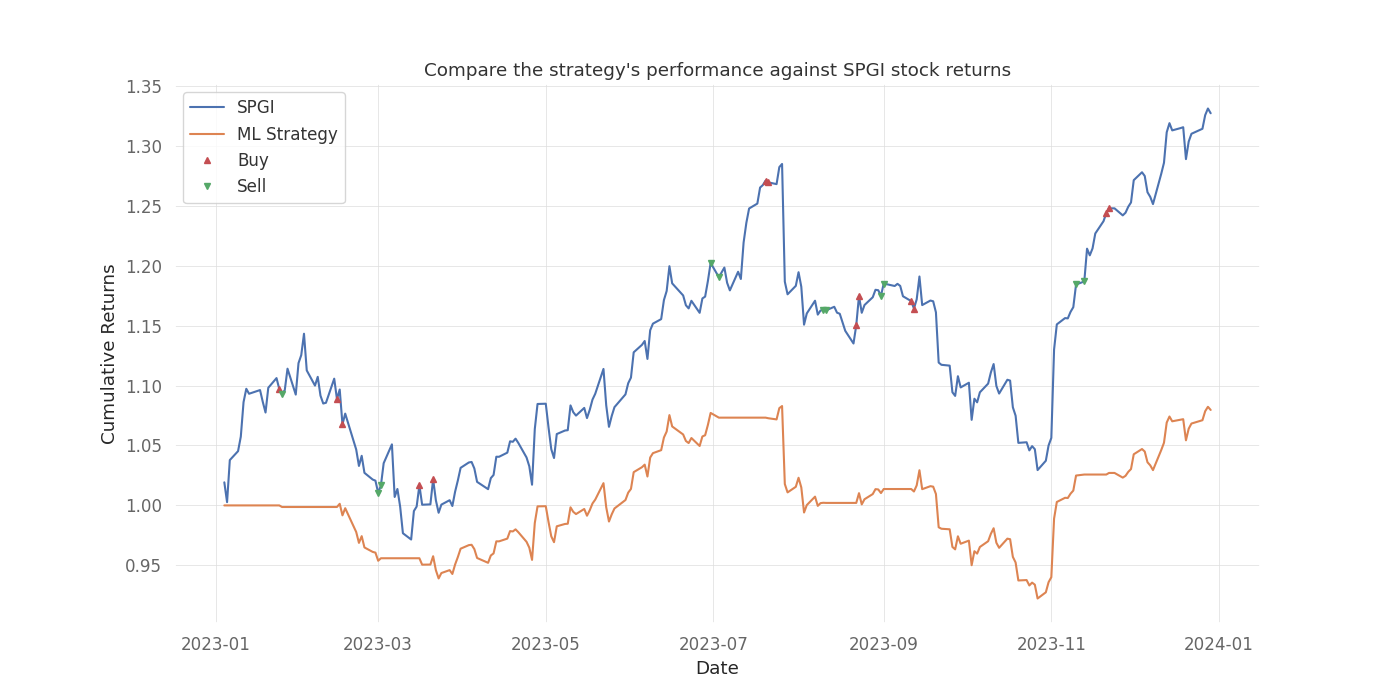 Compare the strategy's performance against SPGI stock returns
SPGI
ML Strategy
Buy
Sell
Cumulative Returns
1.35
1.30
1.25
1.20
1.15
1.10
1.05
1.00
0.95
2023-01
2023-03
2023-05
2023-07
2023-09
2023-11
2024-01
Date